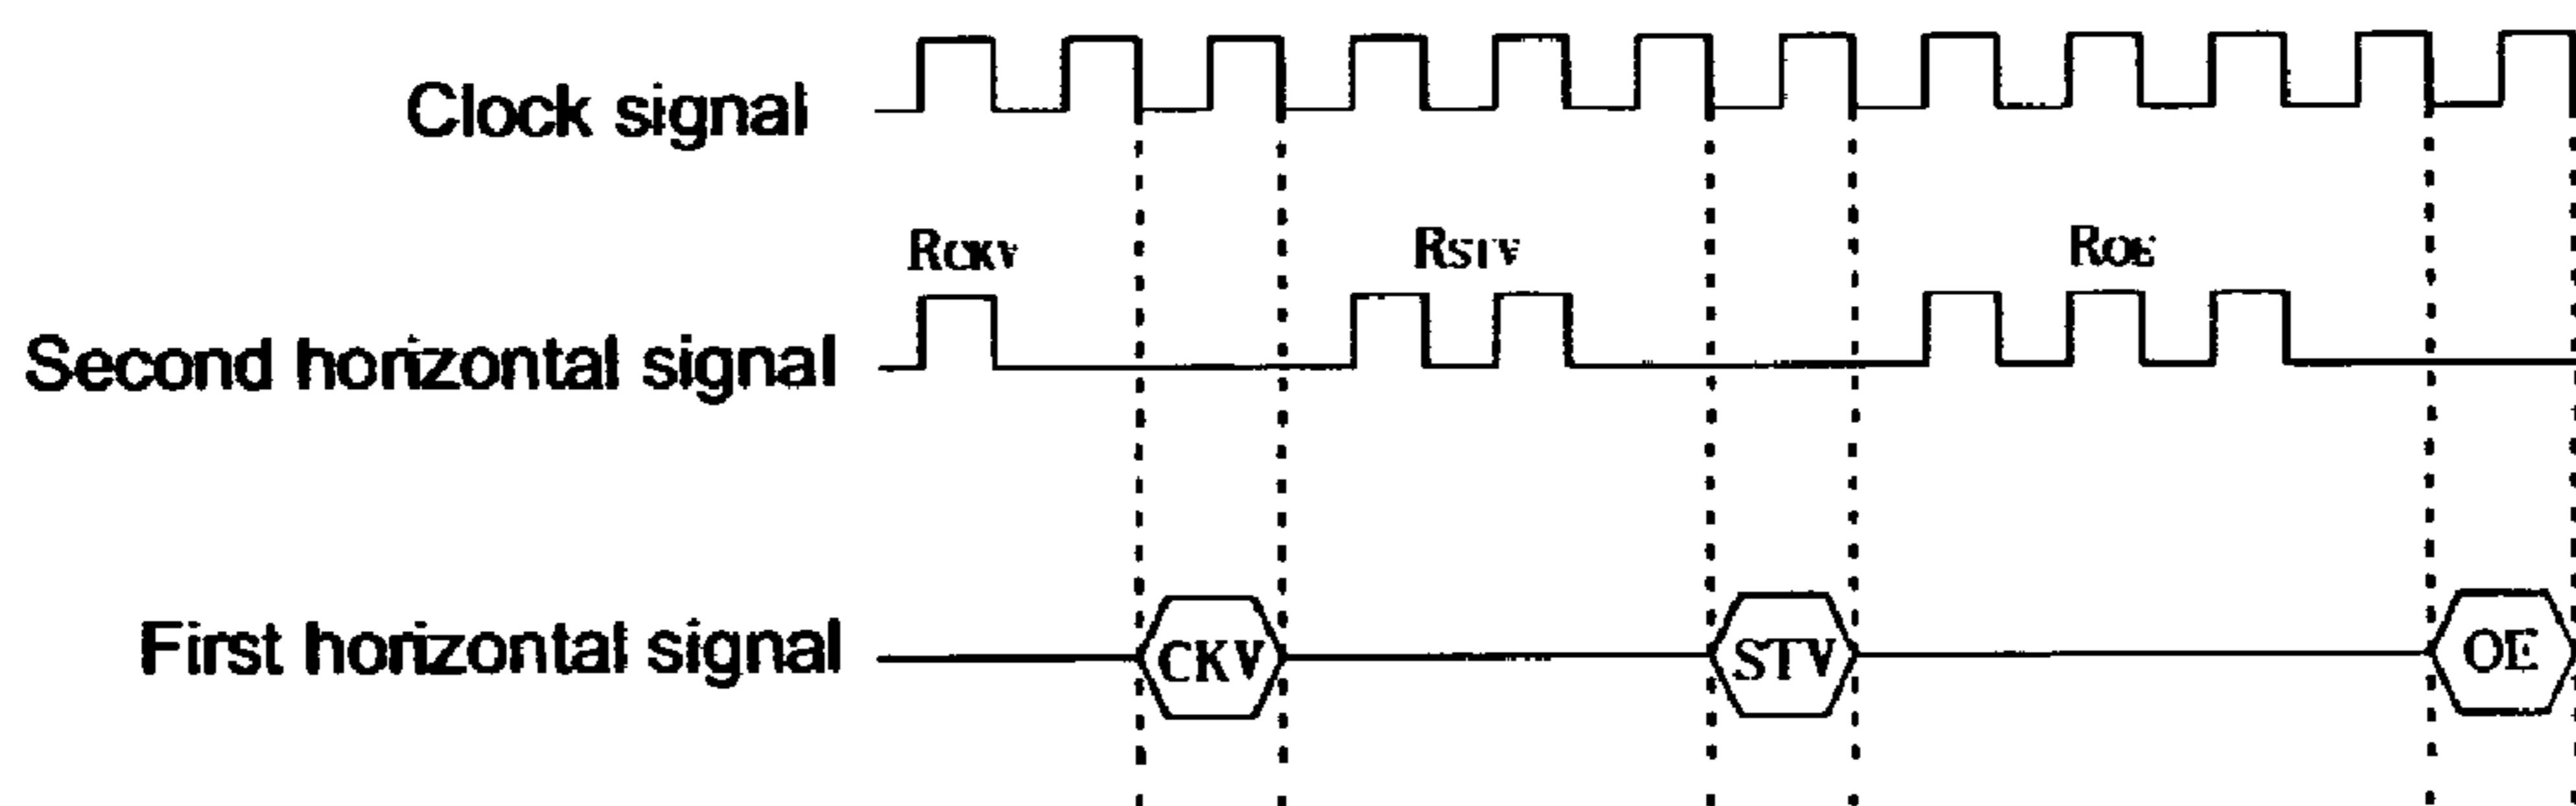 Clock signal
RCKV RSTV ROE
Second horizontal signal
First horizontal signal
CKV STV OE